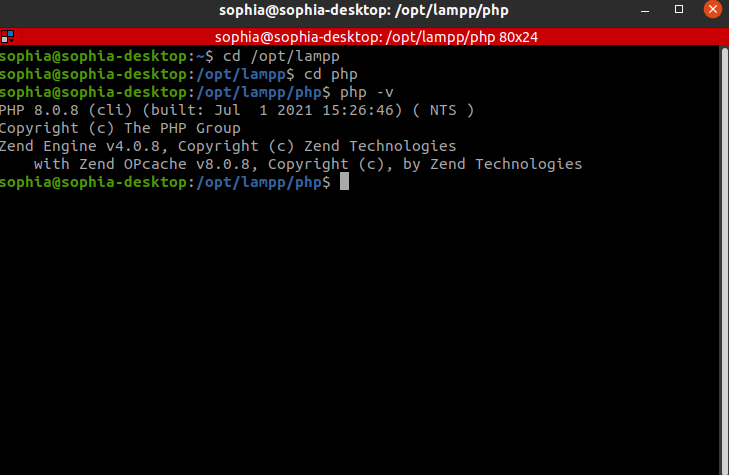 sophia@sophia-desktop: /opt/lampp/php
sophia@sophia-desktop: /opt/lampp/php 80x24
sophia@sophia-desktop:~$ cd /opt/lampp
sophia@sophia-desktop:/opt/lampp$ cd php
sophia@sophia-desktop:/opt/lampp/php$ php -v
PHP 8.0.8 (cli) (built: Jul  1 2021 15:26:46) ( NTS )
Copyright (c) The PHP Group
Zend Engine v4.0.8, Copyright (c) Zend Technologies
    with Zend OPcache v8.0.8, Copyright (c), by Zend Technologies
sophia@sophia-desktop:/opt/lampp/php$